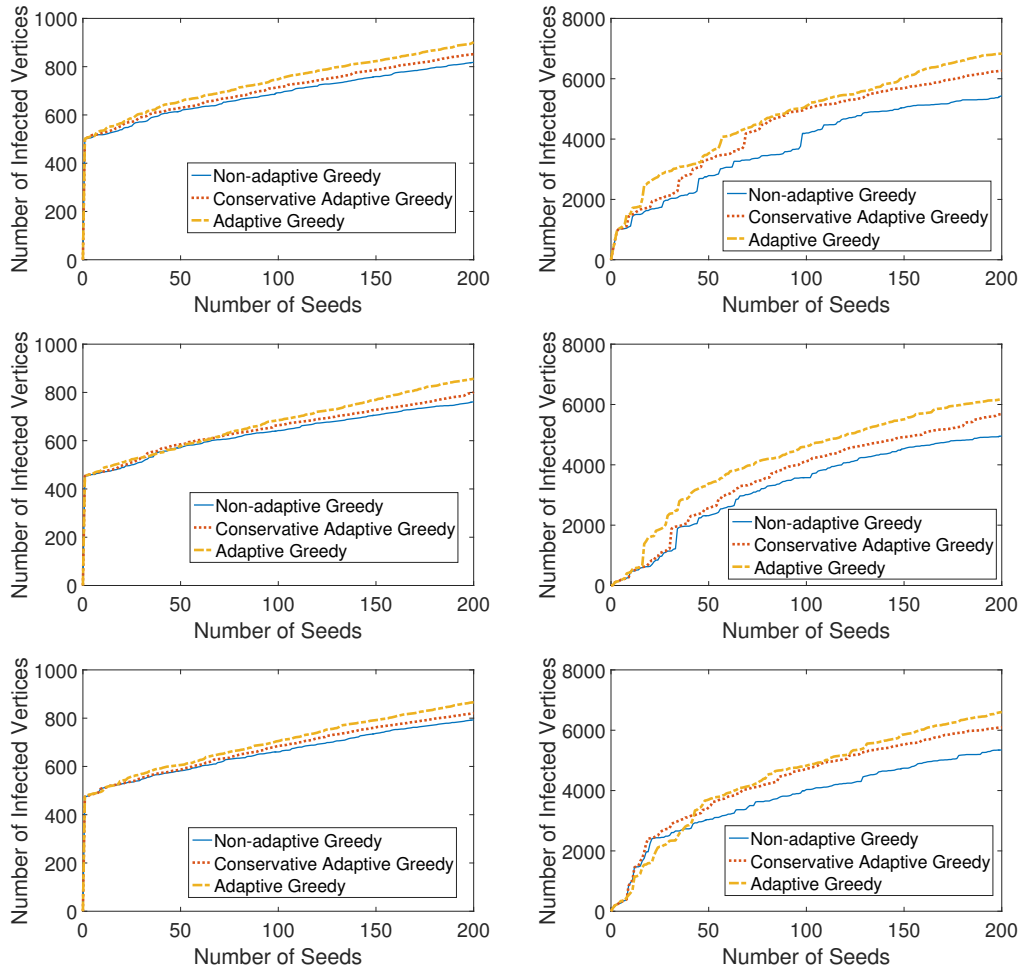 Number of Infected Vertices
1000
800
600
400
200
0
0
50
100
150
200
Number of Seeds
Non-adaptive Greedy
Conservative Adaptive Greedy
Adaptive Greedy
Number of Infected Vertices
8000
6000
4000
2000
0
0
50
100
150
200
Number of Seeds
Non-adaptive Greedy
Conservative Adaptive Greedy
Adaptive Greedy
Number of Infected Vertices
1000
800
600
400
200
0
0
50
100
150
200
Number of Seeds
Non-adaptive Greedy
Conservative Adaptive Greedy
Adaptive Greedy
Number of Infected Vertices
8000
6000
4000
2000
0
0
50
100
150
200
Number of Seeds
Non-adaptive Greedy
Conservative Adaptive Greedy
Adaptive Greedy
Number of Infected Vertices
1000
800
600
400
200
0
0
50
100
150
200
Number of Seeds
Non-adaptive Greedy
Conservative Adaptive Greedy
Adaptive Greedy
Number of Infected Vertices
8000
6000
4000
2000
0
0
50
100
150
200
Number of Seeds
Non-adaptive Greedy
Conservative Adaptive Greedy
Adaptive Greedy